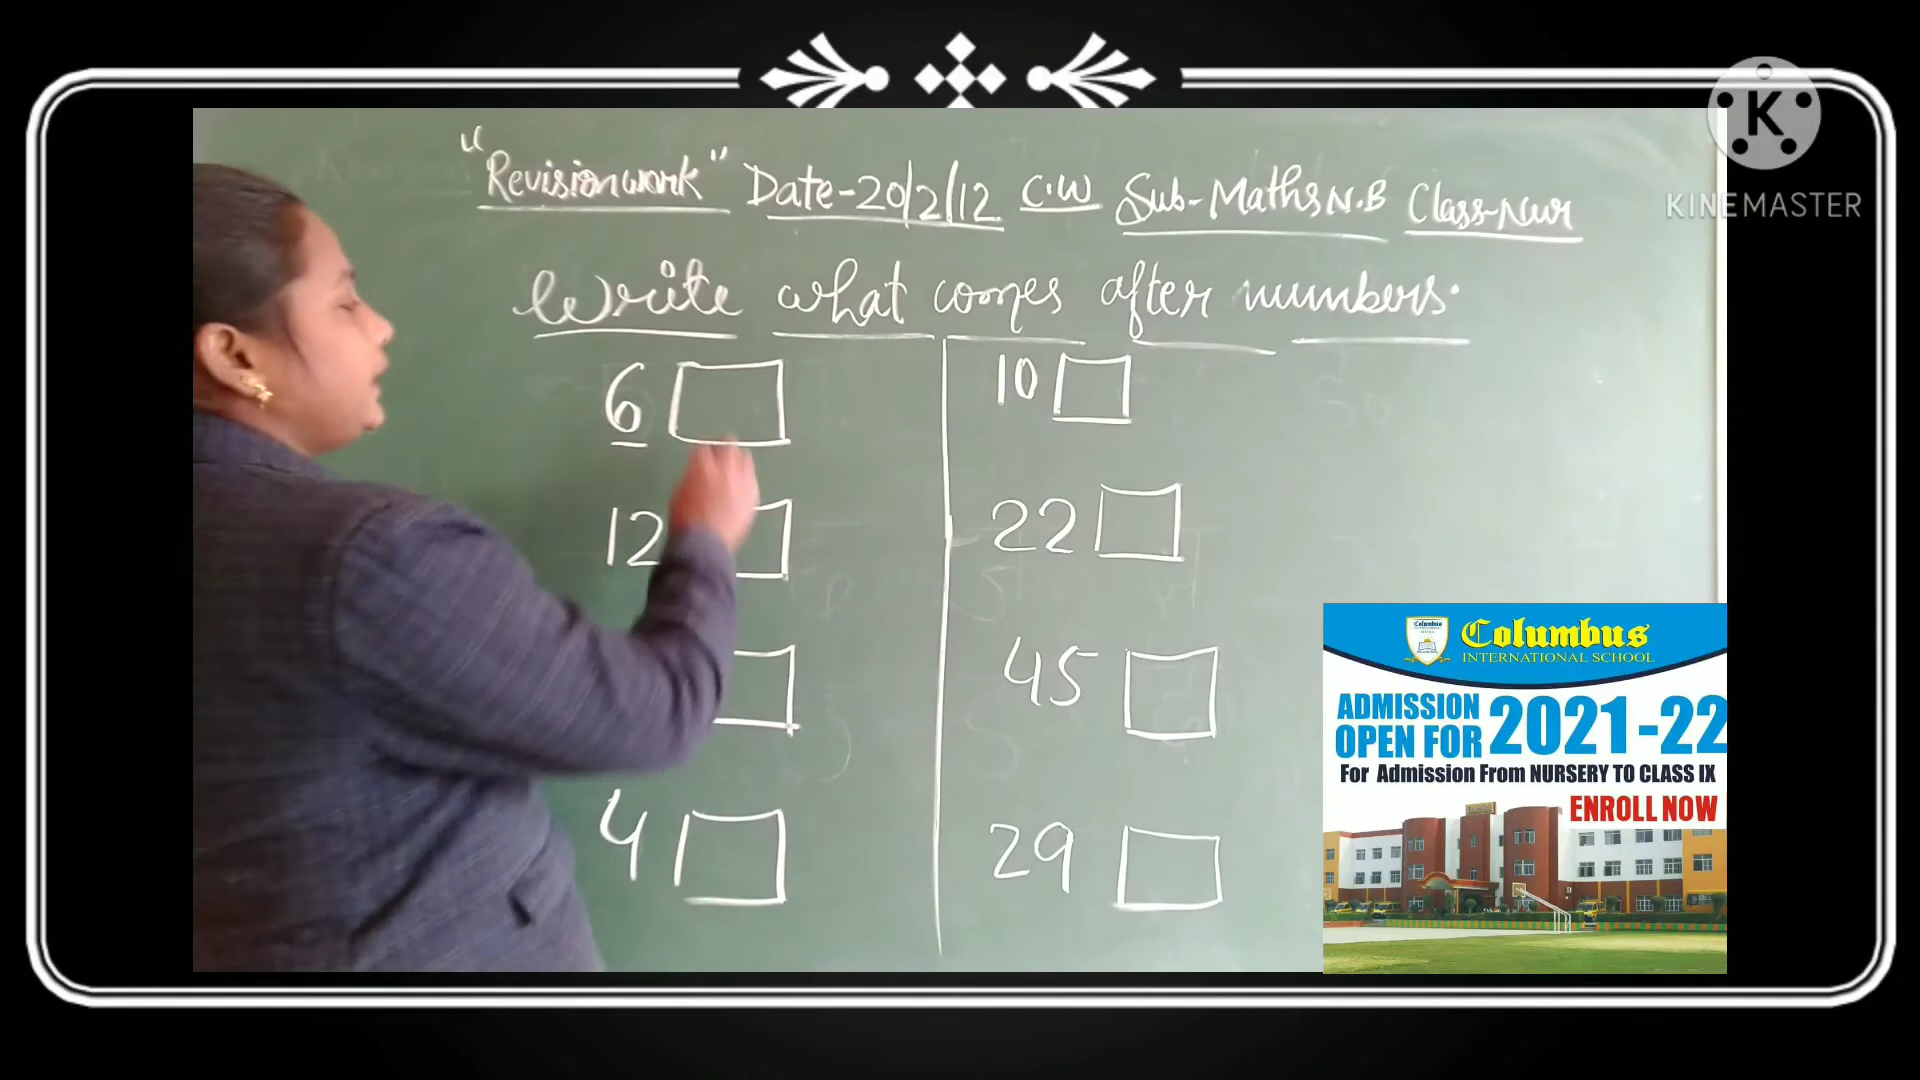 "Revision work" Date-20/2/12 C.W Sub-Maths N.B Class-Nur
Write what comes after numbers.
6 10
12 22
45
4 29
K
KINEMASTER
Columbus
INTERNATIONAL SCHOOL
ADMISSION
OPEN FOR 2021-22
For Admission From NURSERY TO CLASS IX
ENROLL NOW